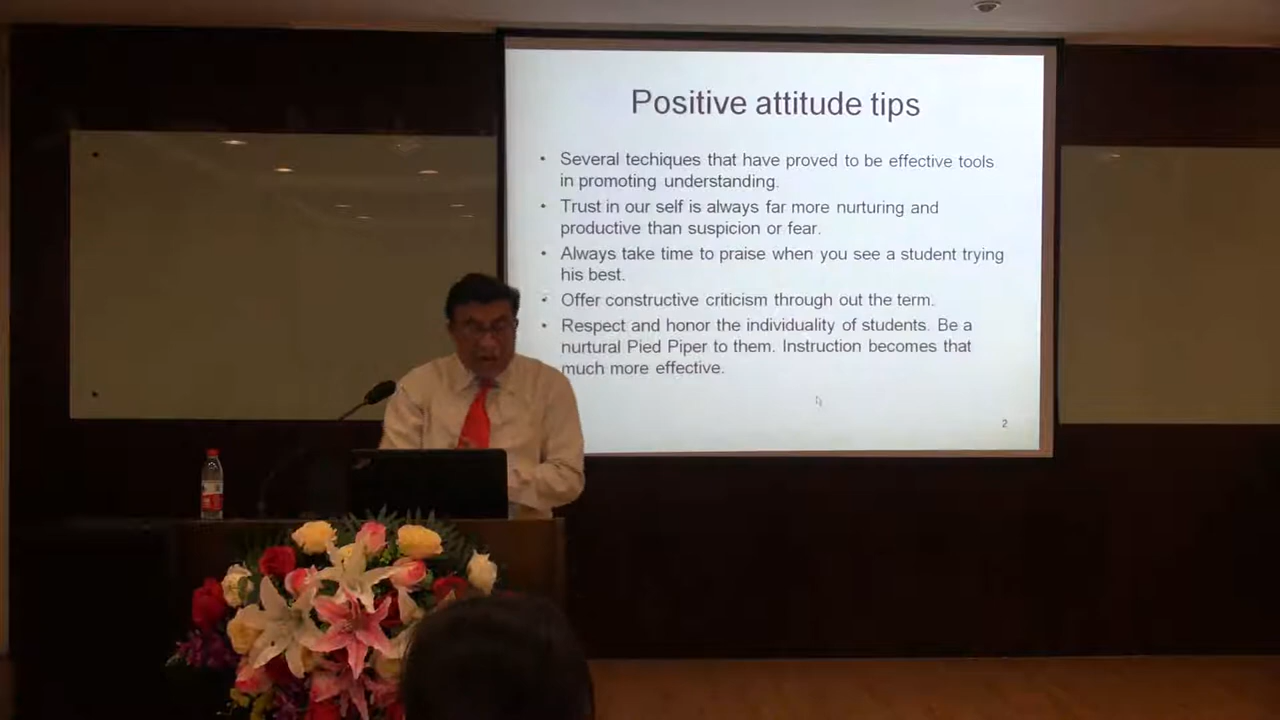 Positive attitude tips
• Several techiques that have proved to be effective tools
in promoting understanding.
• Trust in our self is always far more nurturing and
productive than suspicion or fear.
• Always take time to praise when you see a student trying
his best.
• Offer constructive criticism through out the term.
• Respect and honor the individuality of students. Be a
nurtural Pied Piper to them. Instruction becomes that
much more effective.
2